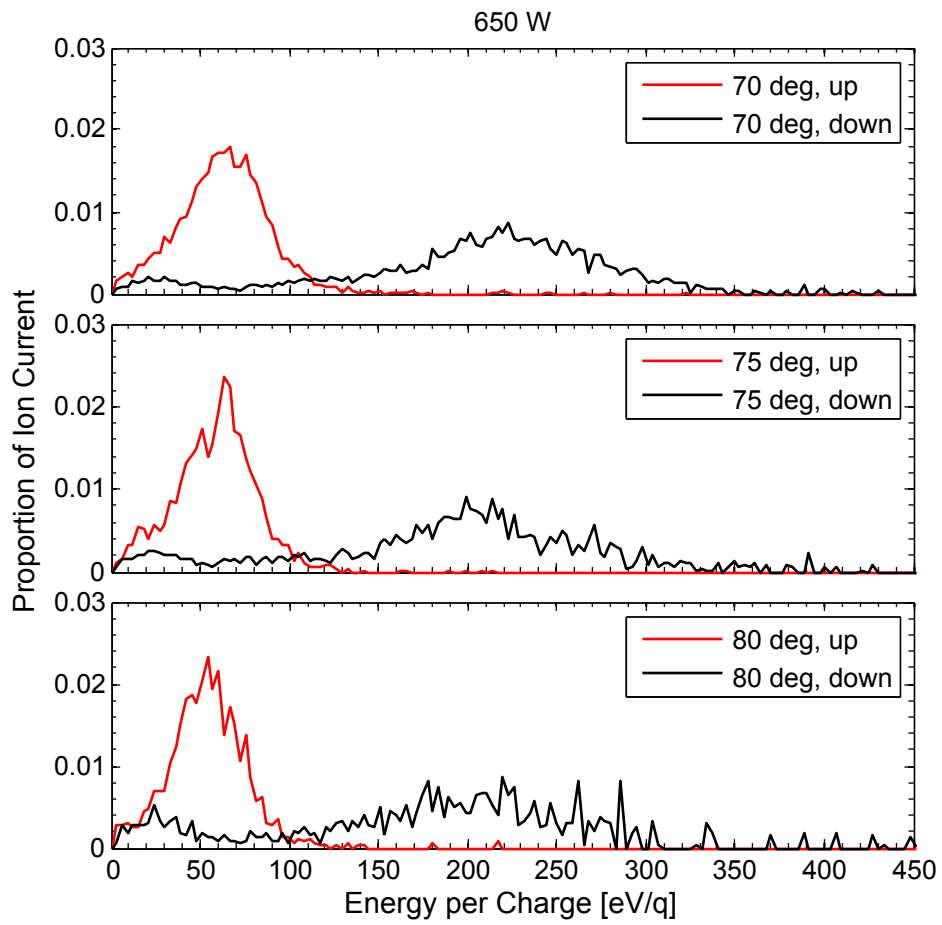 650 W
Proportion of Ion Current
0.03
0.02
0.01
0
70 deg, up
70 deg, down
0.03
0.02
0.01
0
75 deg, up
75 deg, down
0.03
0.02
0.01
0
80 deg, up
80 deg, down
0 50 100 150 200 250 300 350 400 450
Energy per Charge [eV/q]